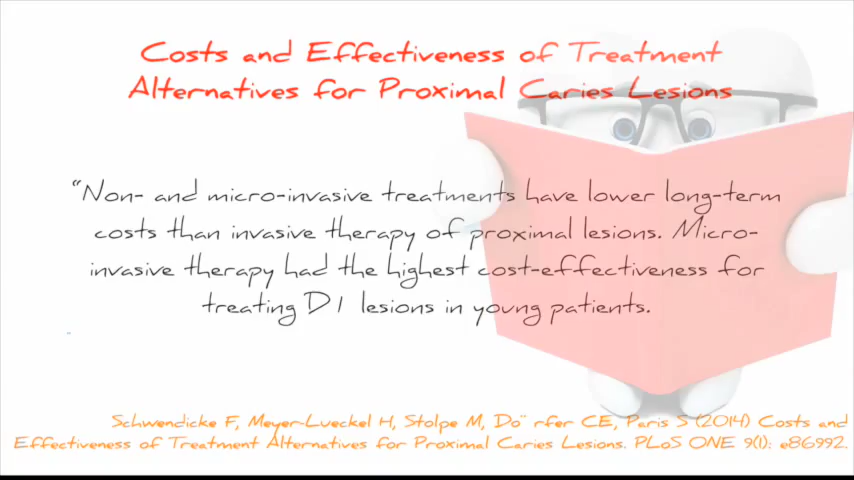 Costs and Effectiveness of Treatment
Alternatives for Proximal Caries Lesions
“Non- and micro-invasive treatments have lower long-term
costs than invasive therapy of proximal lesions. Micro-
invasive therapy had the highest cost-effectiveness for
treating D1 lesions in young patients.
Schwendicke F, Meyer-Lueckel H, Stolpe M, Do¨ rfer CE, Paris S (2014) Costs and
Effectiveness of Treatment Alternatives for Proximal Caries Lesions. PLoS ONE 9(1): e86992.